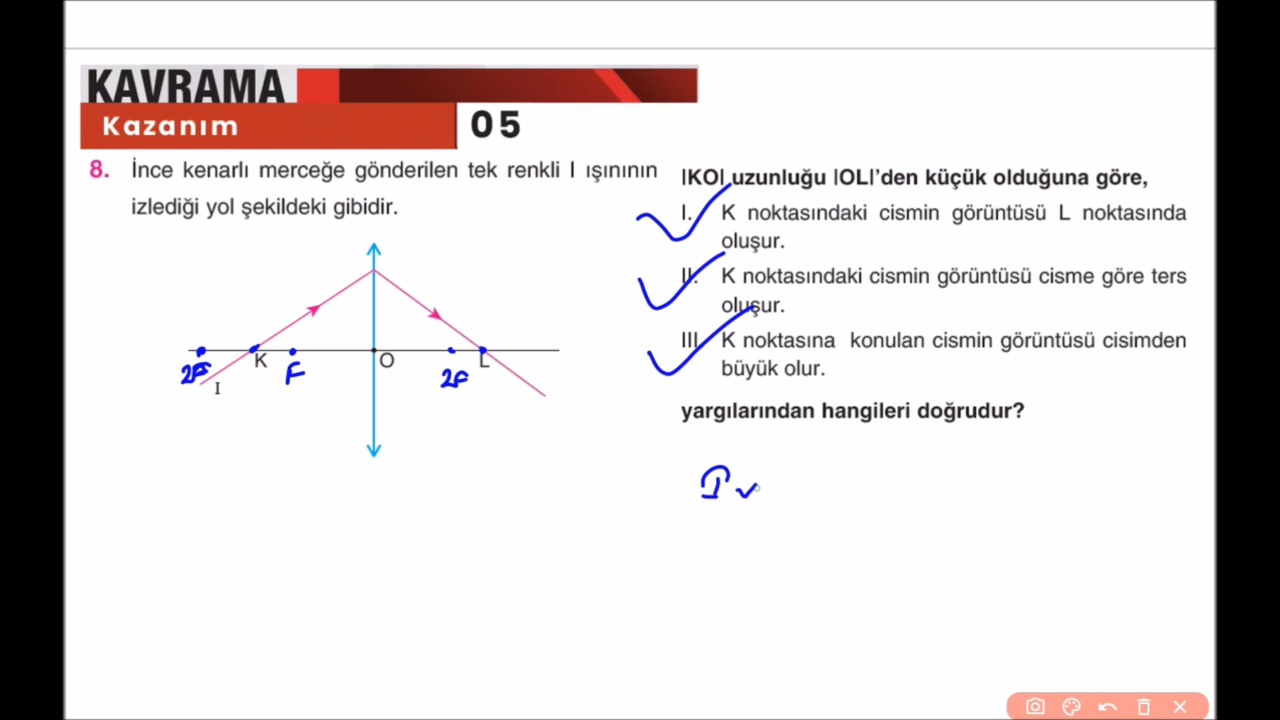 KAVRAMA
Kazanım 05
8. İnce kenarlı merceğe gönderilen tek renkli I ışınının
izlediği yol şekildeki gibidir.
K
O
L
2F
F
2F
I
|KO| uzunluğu |OL|'den küçük olduğuna göre,
I. K noktasındaki cismin görüntüsü L noktasında
oluşur.
II. K noktasındaki cismin görüntüsü cisme göre ters
oluşur.
III. K noktasına konulan cismin görüntüsü cisimden
büyük olur.
yargılarından hangileri doğrudur?
I